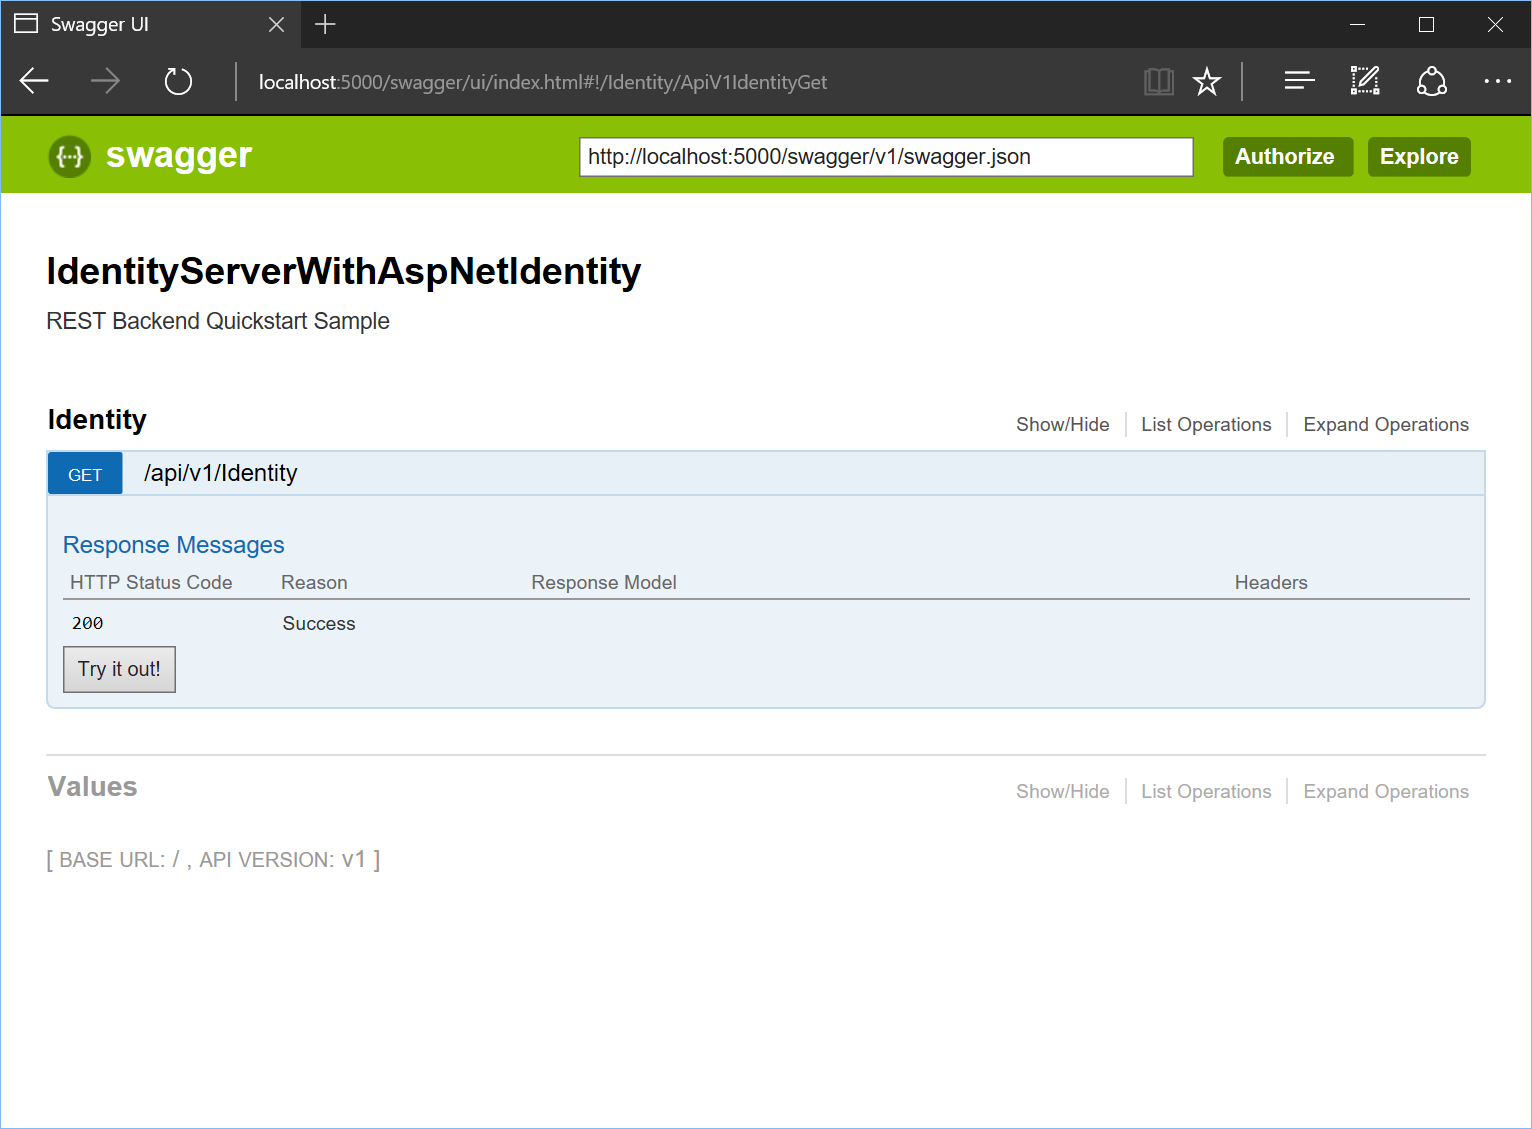 Swagger UI
localhost:5000/swagger/ui/index.html#!/Identity/ApiV1IdentityGet
{...} swagger
http://localhost:5000/swagger/v1/swagger.json
Authorize
Explore
IdentityServerWithAspNetIdentity
REST Backend Quickstart Sample
Identity
Show/Hide
List Operations
Expand Operations
GET /api/v1/Identity
Response Messages
HTTP Status Code Reason Response Model Headers
200 Success
Try it out!
Values
Show/Hide
List Operations
Expand Operations
[ BASE URL: / , API VERSION: v1 ]